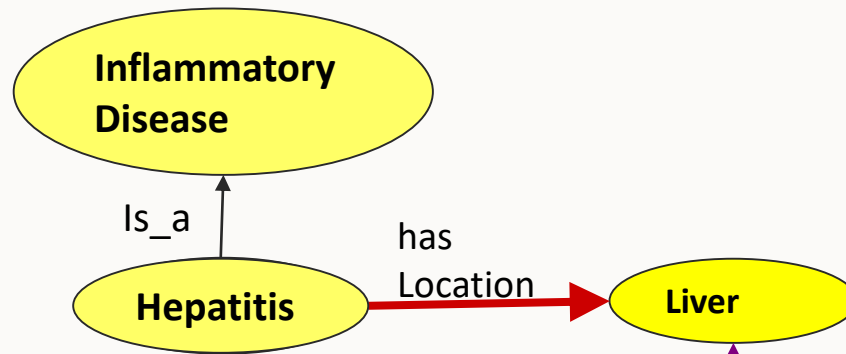 Inflammatory
Disease
Is_a
has
Location
Hepatitis
Liver